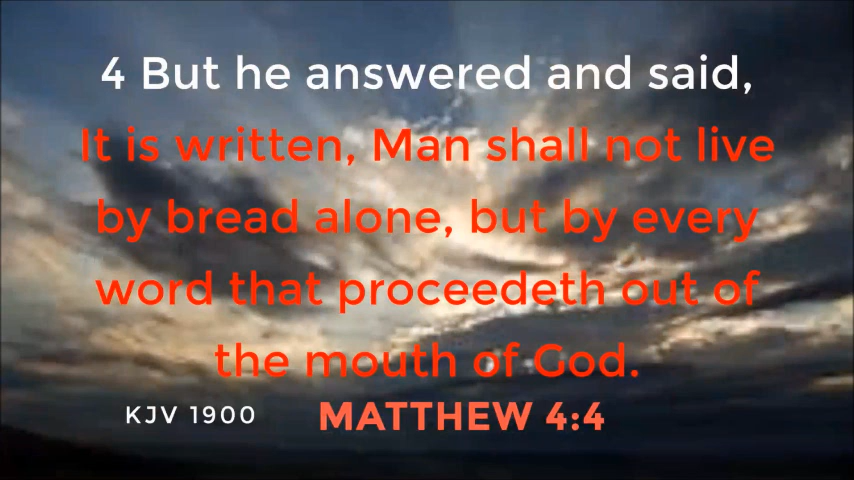 4 But he answered and said,
It is written, Man shall not live
by bread alone, but by every
word that proceedeth out of
the mouth of God.
KJV 1900 MATTHEW 4:4